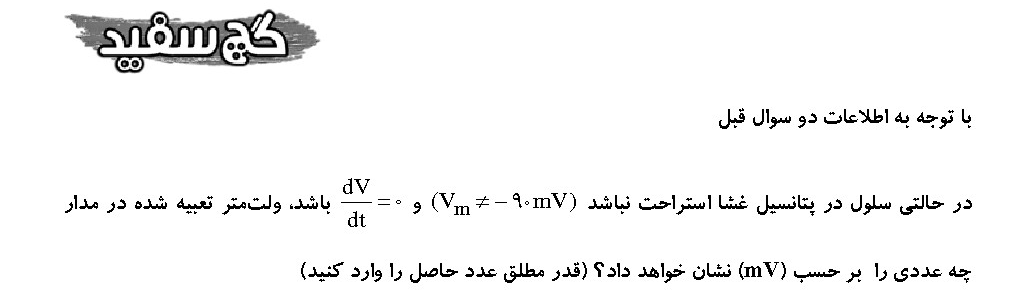 گچ سفید
با توجه به اطلاعات دو سوال قبل
در حالتی سلول در پتانسیل غشا استراحت نباشد (Vm ≠ −۹۰mV) و dV/dt = ۰ باشد، ولت‌متر تعبیه شده در مدار
چه عددی را بر حسب (mV) نشان خواهد داد؟ (قدر مطلق عدد حاصل را وارد کنید)